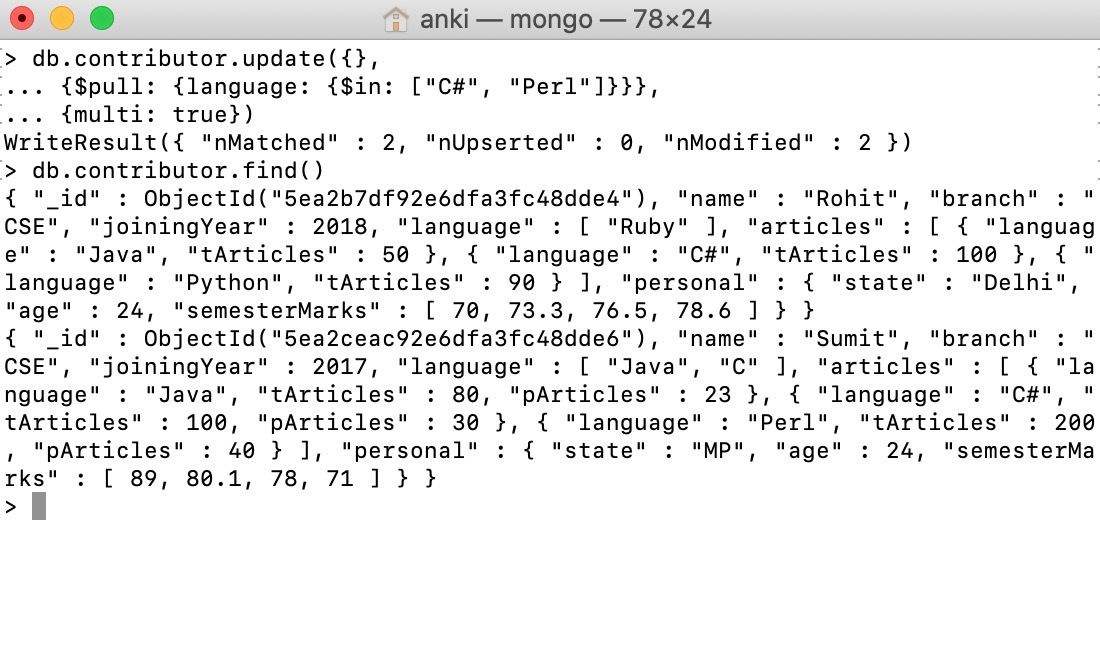 anki — mongo — 78×24
> db.contributor.update({},
... {$pull: {language: {$in: ["C#", "Perl"]}}},
... {multi: true})
WriteResult({ "nMatched" : 2, "nUpserted" : 0, "nModified" : 2 })
> db.contributor.find()
{ "_id" : ObjectId("5ea2b7df92e6dfa3fc48dde4"), "name" : "Rohit", "branch" : "
CSE", "joiningYear" : 2018, "language" : [ "Ruby" ], "articles" : [ { "languag
e" : "Java", "tArticles" : 50 }, { "language" : "C#", "tArticles" : 100 }, { "
language" : "Python", "tArticles" : 90 } ], "personal" : { "state" : "Delhi",
"age" : 24, "semesterMarks" : [ 70, 73.3, 76.5, 78.6 ] } }
{ "_id" : ObjectId("5ea2ceac92e6dfa3fc48dde6"), "name" : "Sumit", "branch" : "
CSE", "joiningYear" : 2017, "language" : [ "Java", "C" ], "articles" : [ { "la
nguage" : "Java", "tArticles" : 80, "pArticles" : 23 }, { "language" : "C#", "
tArticles" : 100, "pArticles" : 30 }, { "language" : "Perl", "tArticles" : 200
, "pArticles" : 40 } ], "personal" : { "state" : "MP", "age" : 24, "semesterMa
rks" : [ 89, 80.1, 78, 71 ] } }
>